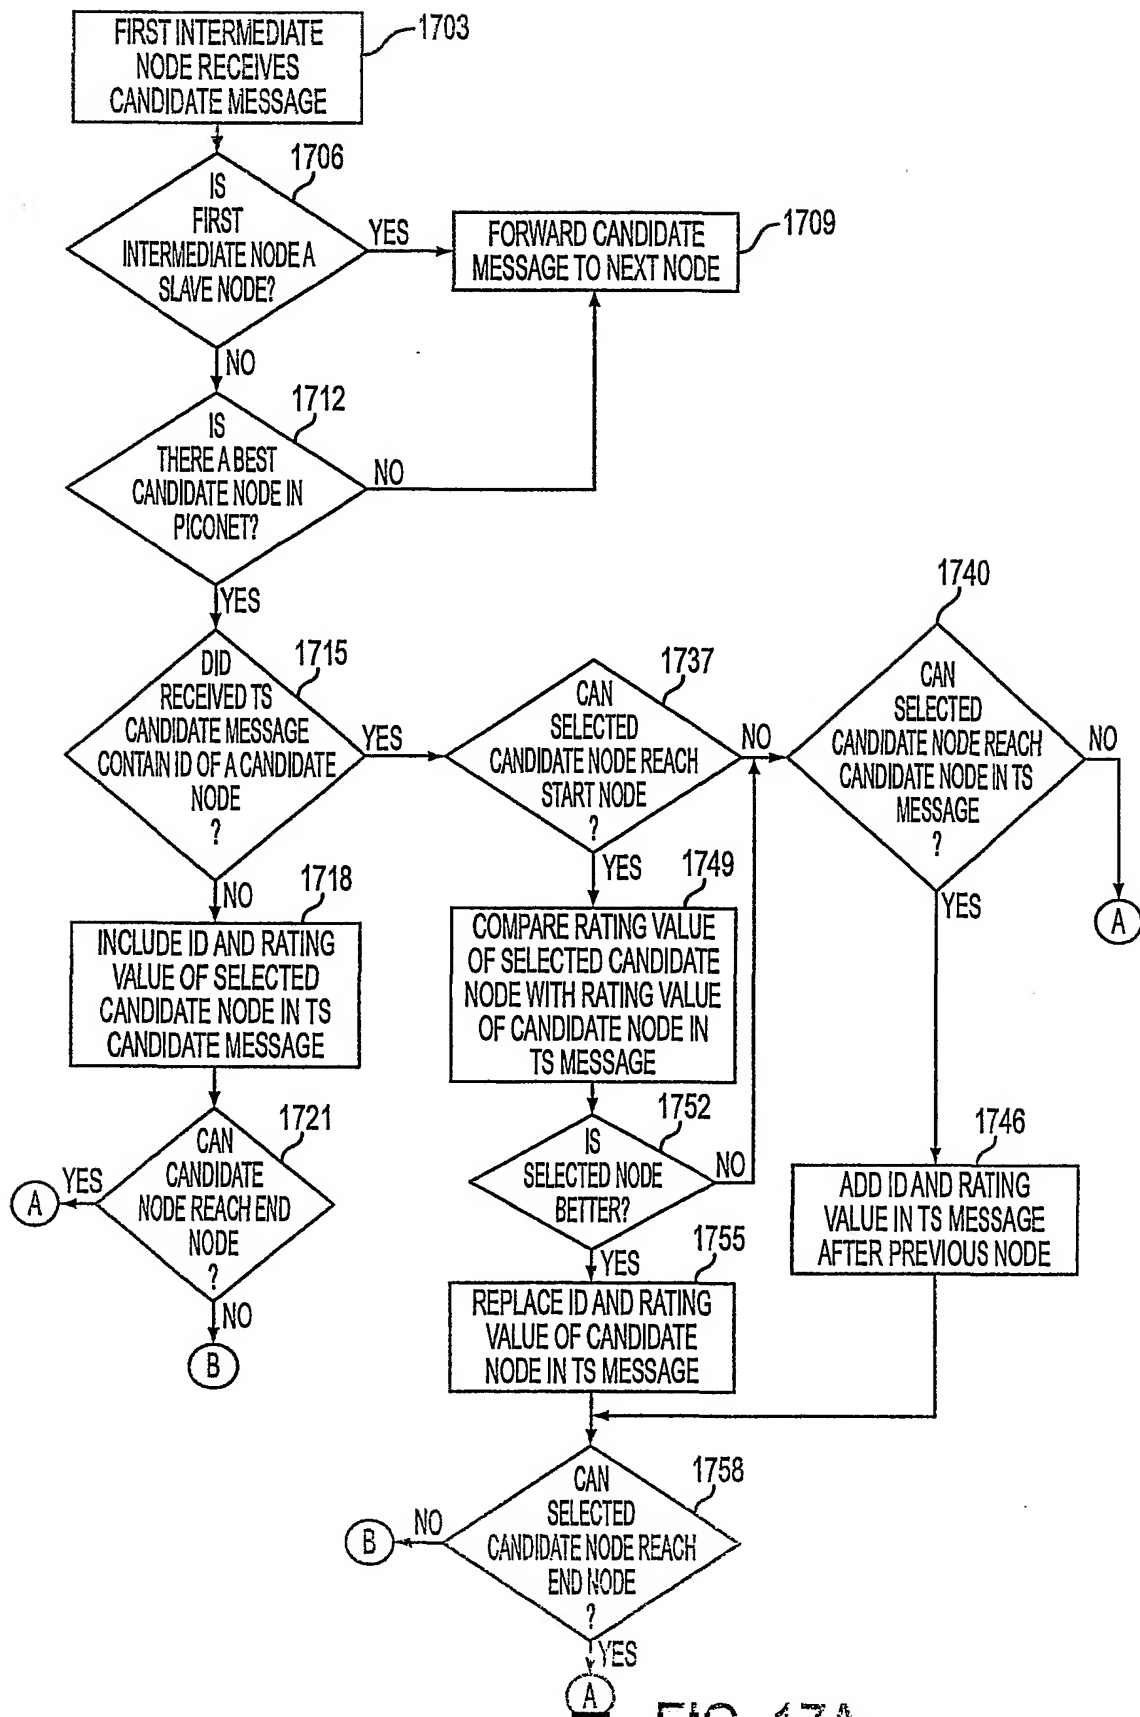 FIRST INTERMEDIATE
NODE RECEIVES
CANDIDATE MESSAGE
1703
IS
FIRST
INTERMEDIATE NODE A
SLAVE NODE?
1706
YES
NO
FORWARD CANDIDATE
MESSAGE TO NEXT NODE
1709
IS
THERE A BEST
CANDIDATE NODE IN
PICONET?
1712
NO
YES
DID
RECEIVED TS
CANDIDATE MESSAGE
CONTAIN ID OF A CANDIDATE
NODE
?
1715
YES
NO
CAN
SELECTED
CANDIDATE NODE REACH
START NODE
?
1737
NO
YES
CAN
SELECTED
CANDIDATE NODE REACH
CANDIDATE NODE IN TS
MESSAGE
?
1740
NO
A
YES
INCLUDE ID AND RATING
VALUE OF SELECTED
CANDIDATE NODE IN TS
CANDIDATE MESSAGE
1718
COMPARE RATING VALUE
OF SELECTED CANDIDATE
NODE WITH RATING VALUE
OF CANDIDATE NODE IN
TS MESSAGE
1749
CAN
CANDIDATE
NODE REACH END
NODE
?
1721
YES
A
NO
B
IS
SELECTED NODE
BETTER?
1752
NO
YES
ADD ID AND RATING
VALUE IN TS MESSAGE
AFTER PREVIOUS NODE
1746
REPLACE ID AND RATING
VALUE OF CANDIDATE
NODE IN TS MESSAGE
1755
CAN
SELECTED
CANDIDATE NODE REACH
END NODE
?
1758
NO
B
YES
A
FIG. 17A